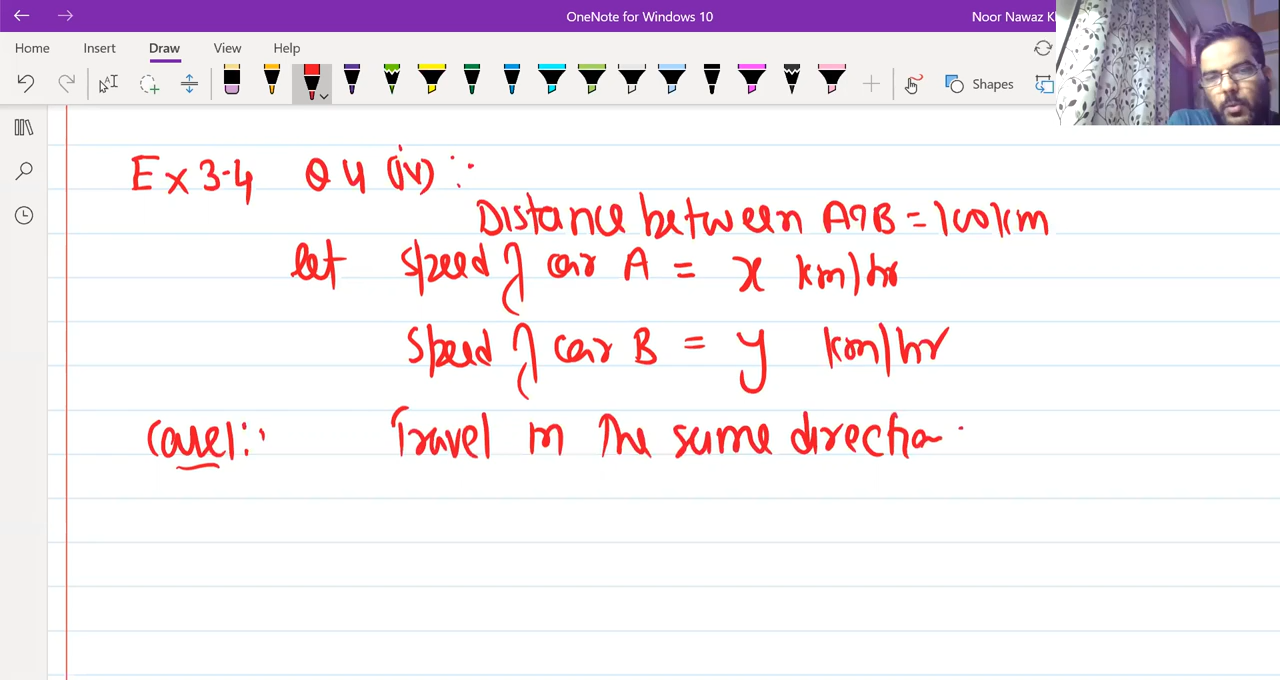 OneNote for Windows 10
Noor Nawaz Kh
Home Insert Draw View Help
Shapes
Ex 3.4 Q 4 (iv) :
Distance between A & B = 100 km
let speed of car A = x km/hr
speed of car B = y km/hr
Case 1: Travel in the same direction.